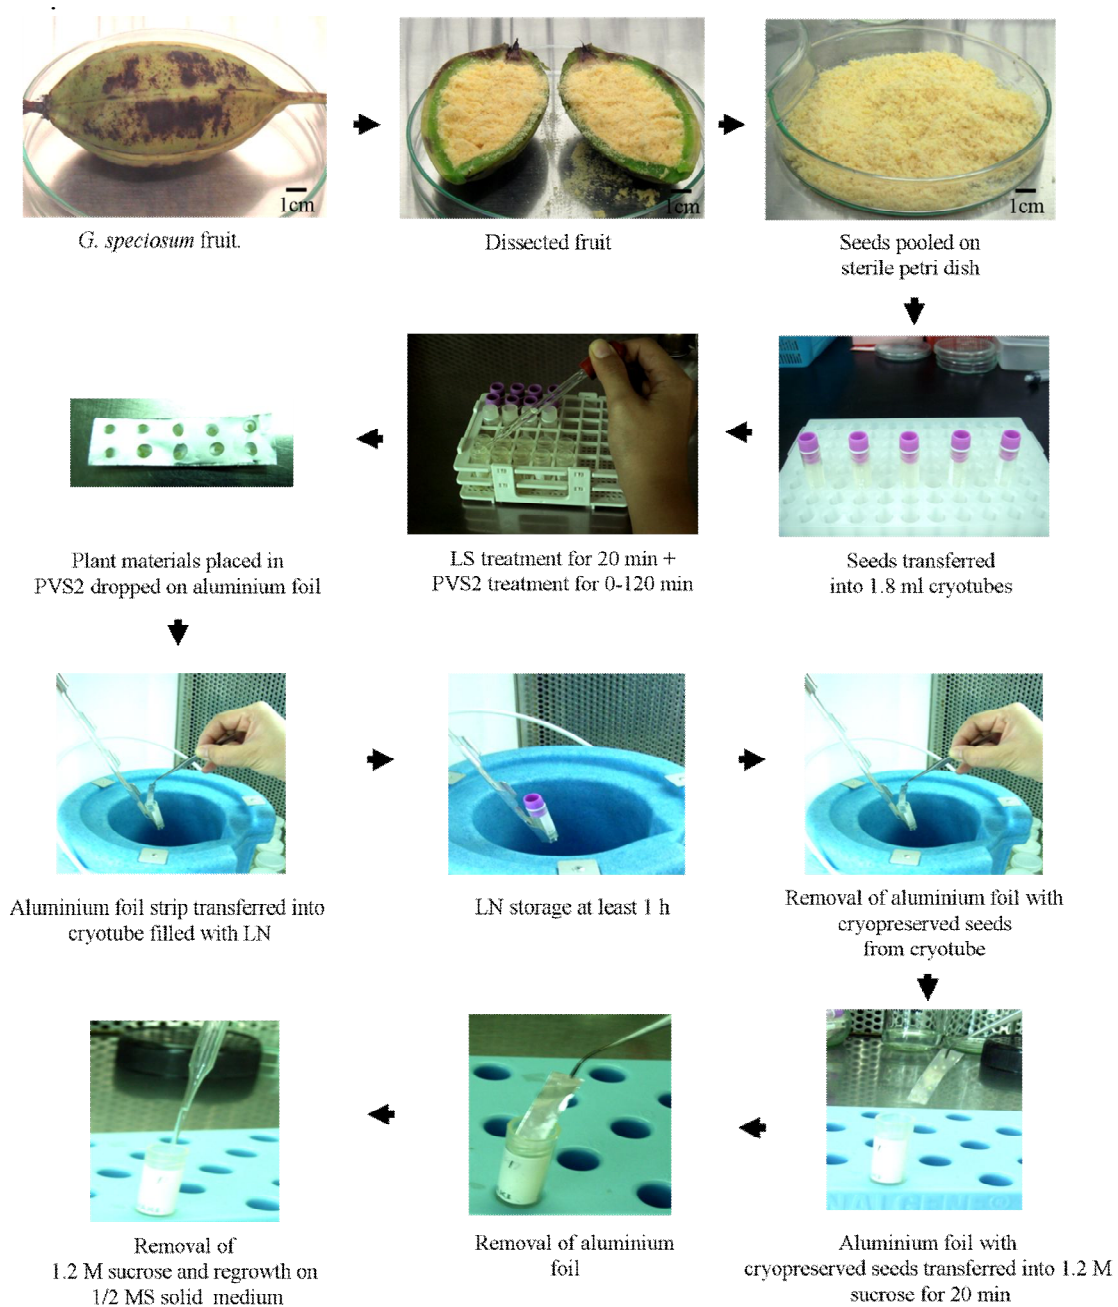 1cm
1cm
1cm
G. speciosum fruit.
Dissected fruit
Seeds pooled on
sterile petri dish
Plant materials placed in
PVS2 dropped on aluminium foil
LS treatment for 20 min +
PVS2 treatment for 0-120 min
Seeds transferred
into 1.8 ml cryotubes
Aluminium foil strip transferred into
cryotube filled with LN
LN storage at least 1 h
Removal of aluminium foil with
cryopreserved seeds
from cryotube
Removal of
1.2 M sucrose and regrowth on
1/2 MS solid medium
Removal of aluminium
foil
Aluminium foil with
cryopreserved seeds transferred into 1.2 M
sucrose for 20 min